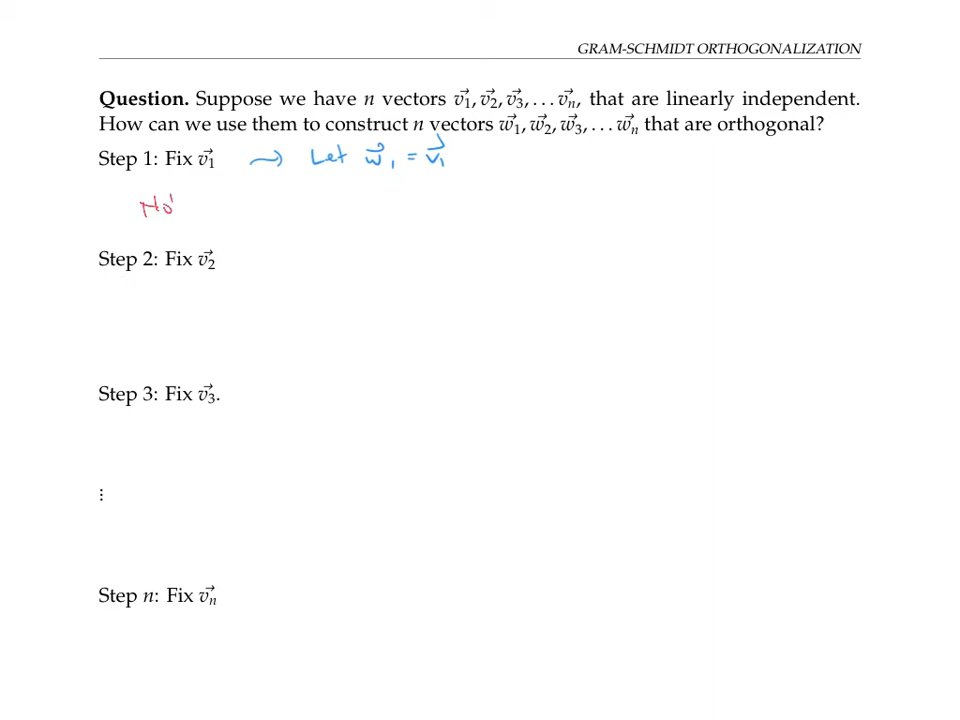 GRAM-SCHMIDT ORTHOGONALIZATION
Question. Suppose we have n vectors v⃗₁, v⃗₂, v⃗₃, . . . v⃗ₙ, that are linearly independent.
How can we use them to construct n vectors w⃗₁, w⃗₂, w⃗₃, . . . w⃗ₙ that are orthogonal?
Step 1: Fix v⃗₁ ⇝ Let w⃗₁ = v⃗₁
Step 2: Fix v⃗₂
Step 3: Fix v⃗₃.
⋮
Step n: Fix v⃗ₙ